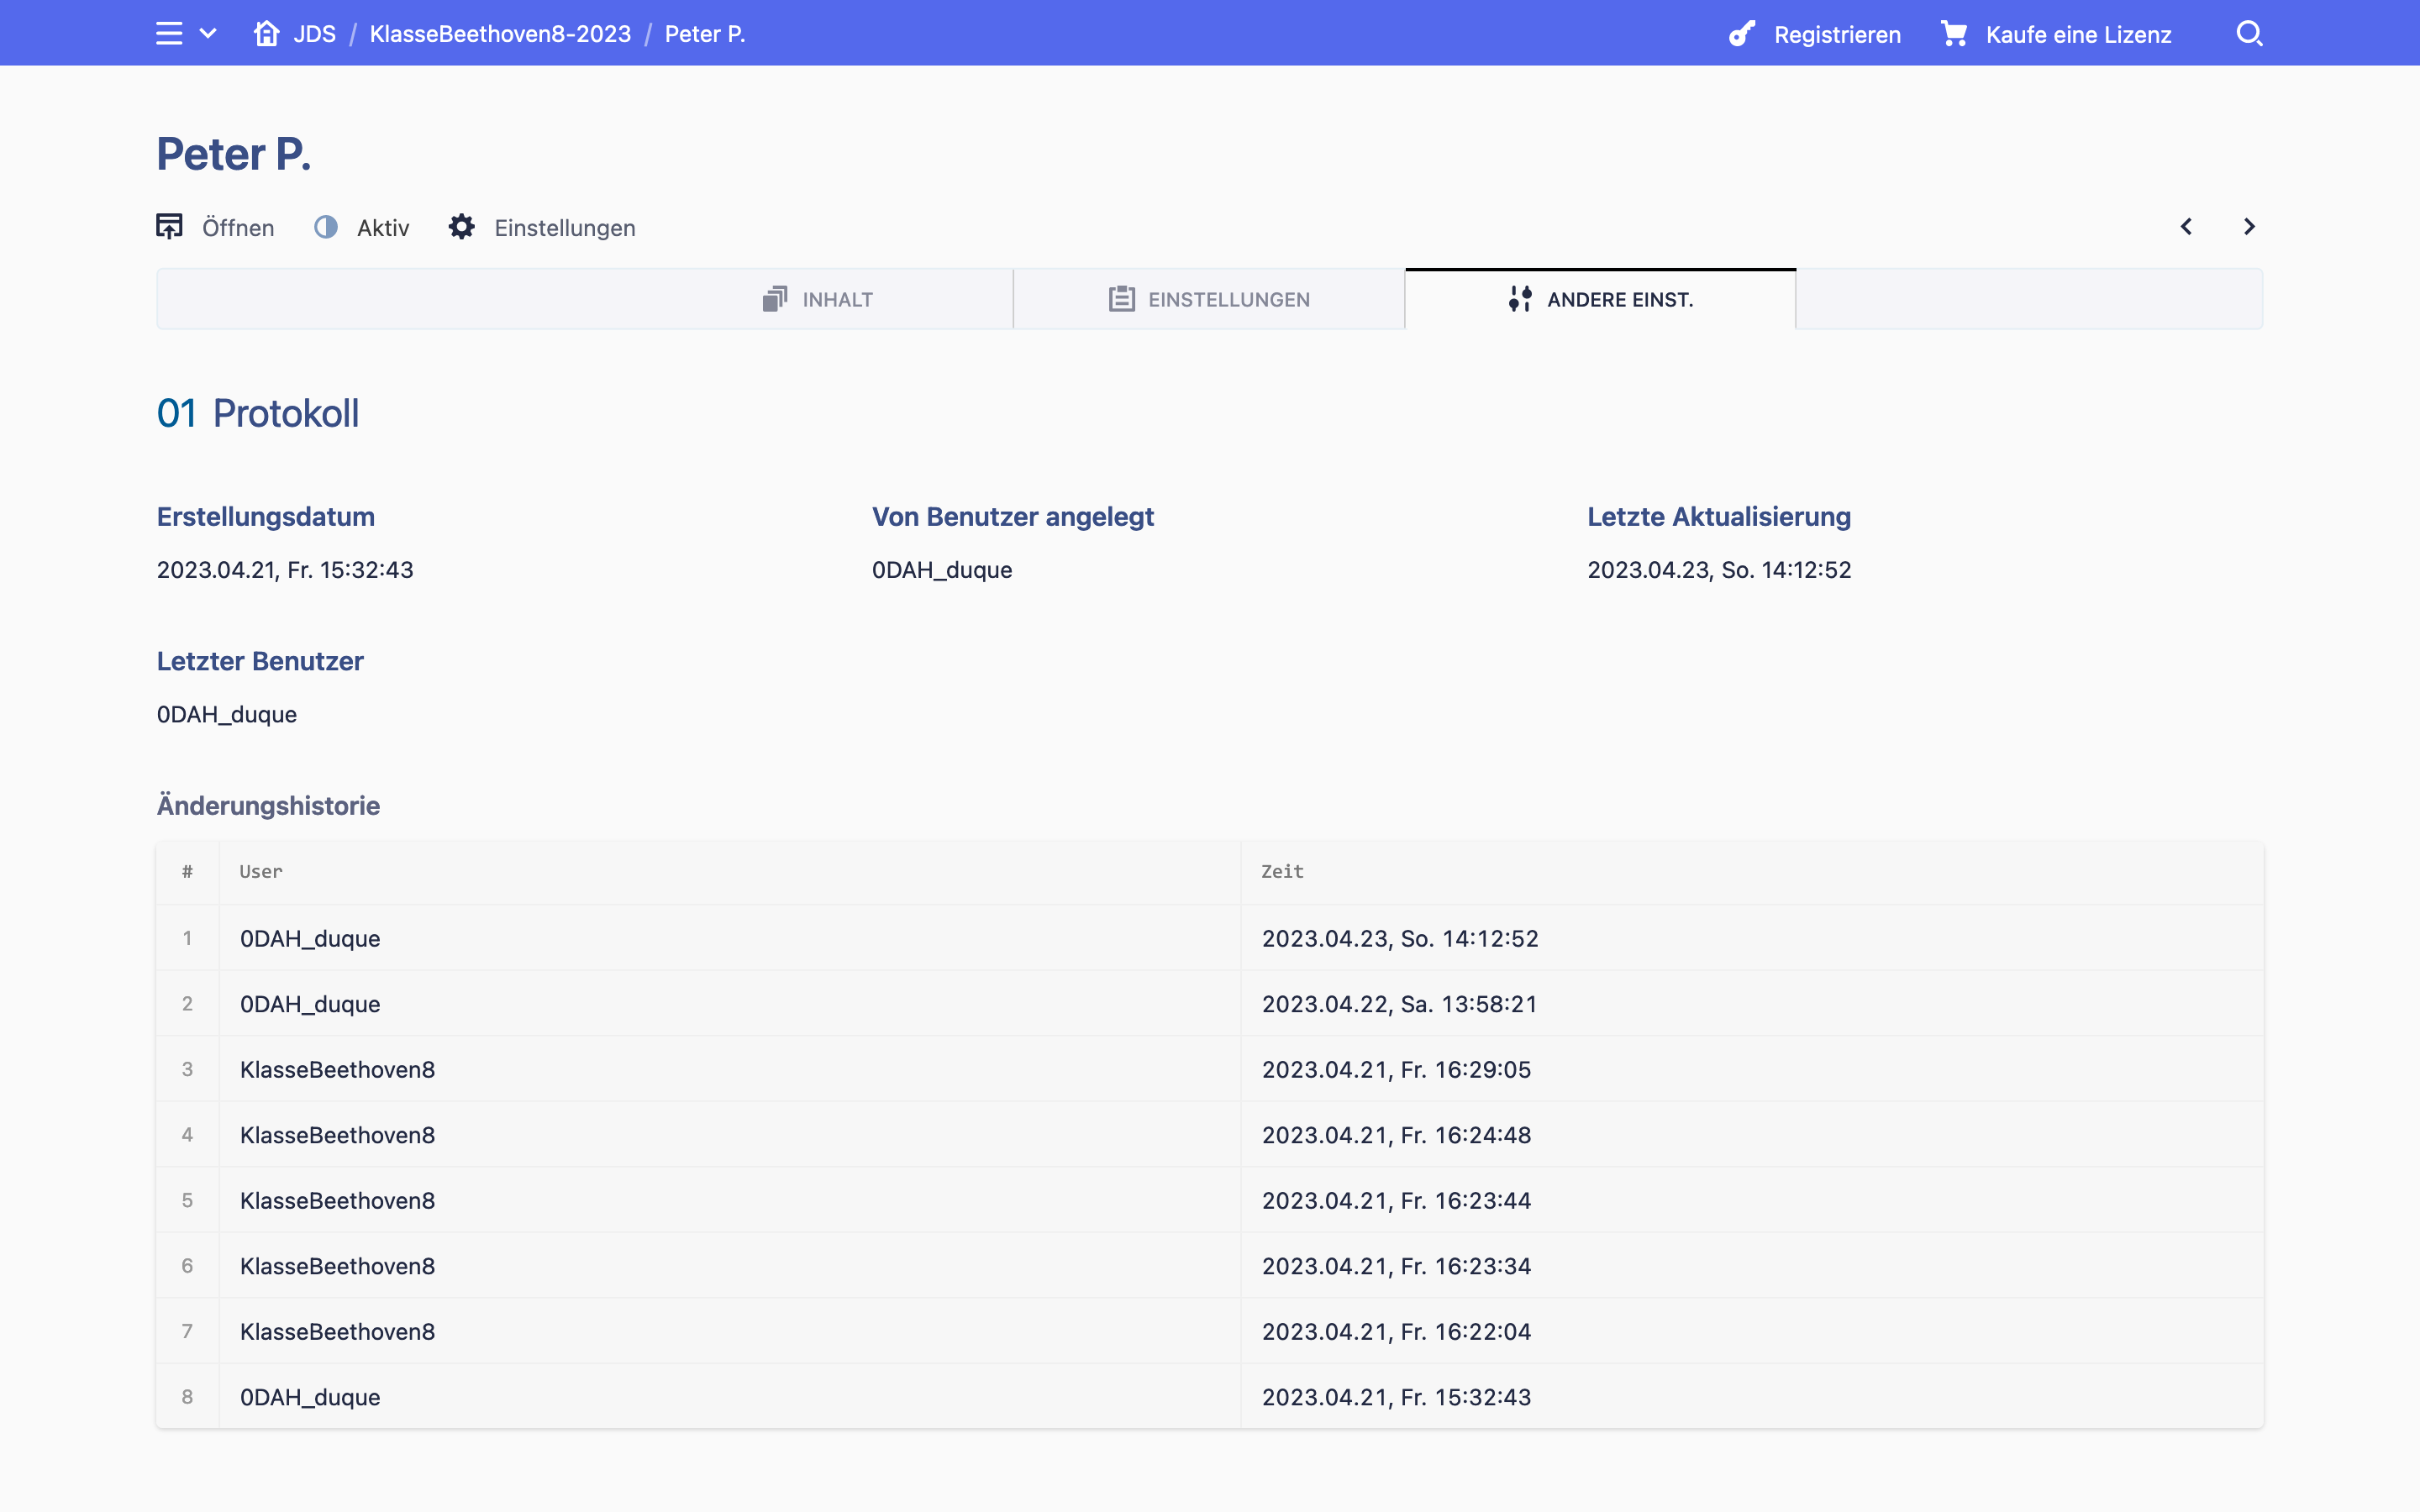 JDS / KlasseBeethoven8-2023 / Peter P. Registrieren Kaufe eine Lizenz
Peter P.
Öffnen Aktiv Einstellungen
INHALT EINSTELLUNGEN ANDERE EINST.
01 Protokoll
Erstellungsdatum Von Benutzer angelegt Letzte Aktualisierung
2023.04.21, Fr. 15:32:43 0DAH_duque 2023.04.23, So. 14:12:52
Letzter Benutzer
0DAH_duque
Änderungshistorie
# User Zeit
1 0DAH_duque 2023.04.23, So. 14:12:52
2 0DAH_duque 2023.04.22, Sa. 13:58:21
3 KlasseBeethoven8 2023.04.21, Fr. 16:29:05
4 KlasseBeethoven8 2023.04.21, Fr. 16:24:48
5 KlasseBeethoven8 2023.04.21, Fr. 16:23:44
6 KlasseBeethoven8 2023.04.21, Fr. 16:23:34
7 KlasseBeethoven8 2023.04.21, Fr. 16:22:04
8 0DAH_duque 2023.04.21, Fr. 15:32:43